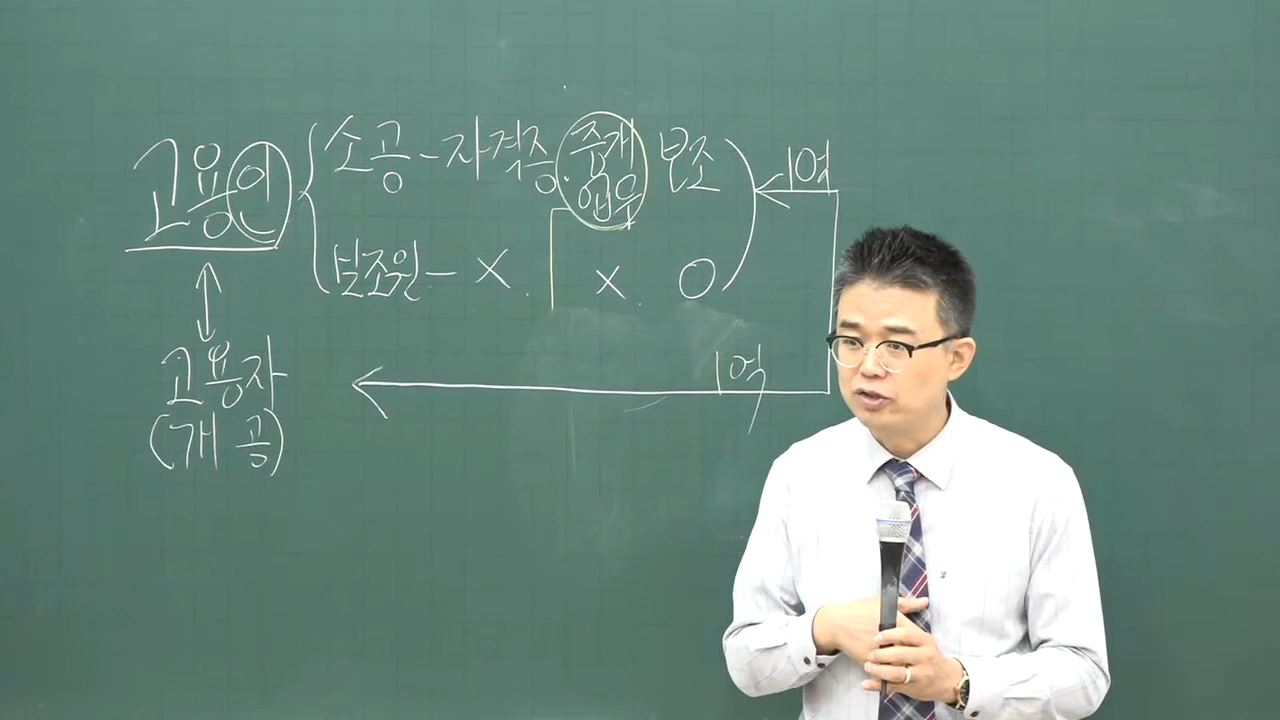 고용인 { 소공 - 자격증. 중개업무 보조 ) ← 1억
보조원 - X. X. O
↕
고용자 ← 1억
(개공)